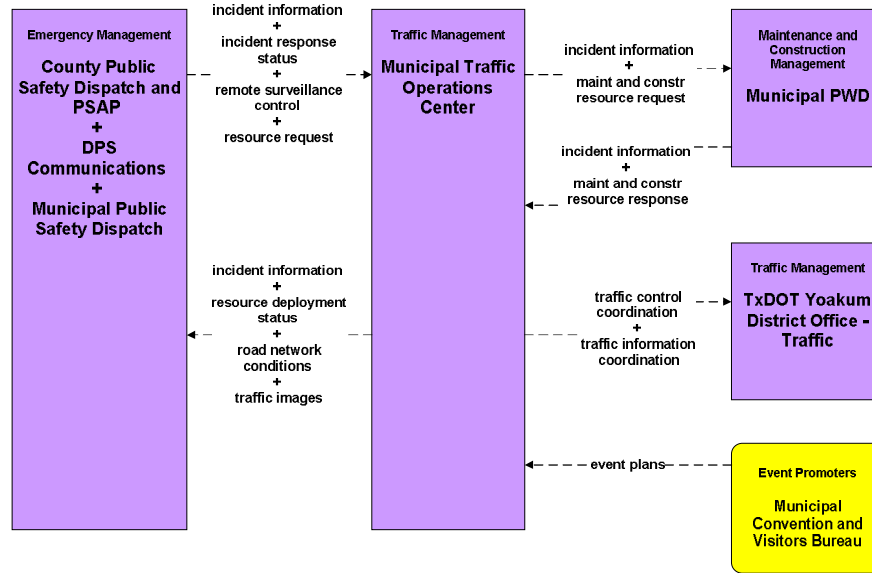 Emergency Management
County Public
Safety Dispatch and
PSAP
+
DPS
Communications
+
Municipal Public
Safety Dispatch
incident information
+
incident response
status
+
remote surveillance
control
+
resource request
incident information
+
resource deployment
status
+
road network
conditions
+
traffic images
Traffic Management
Municipal Traffic
Operations
Center
incident information
+
maint and constr
resource request
incident information
+
maint and constr
resource response
traffic control
coordination
+
traffic information
coordination
event plans
Maintenance and
Construction
Management
Municipal PWD
Traffic Management
TxDOT Yoakum
District Office -
Traffic
Event Promoters
Municipal
Convention and
Visitors Bureau